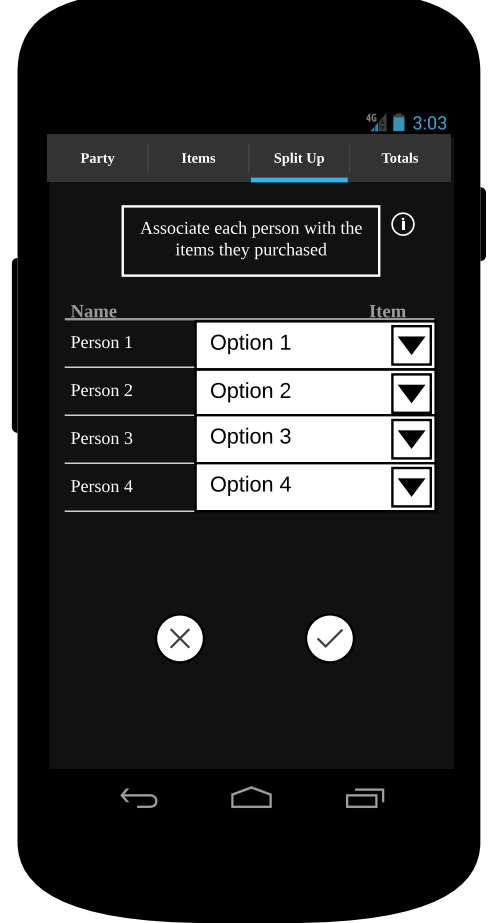 4G 3:03
Party Items Split Up Totals
Associate each person with the
items they purchased
i
Name Item
Person 1 Option 1
Person 2 Option 2
Person 3 Option 3
Person 4 Option 4